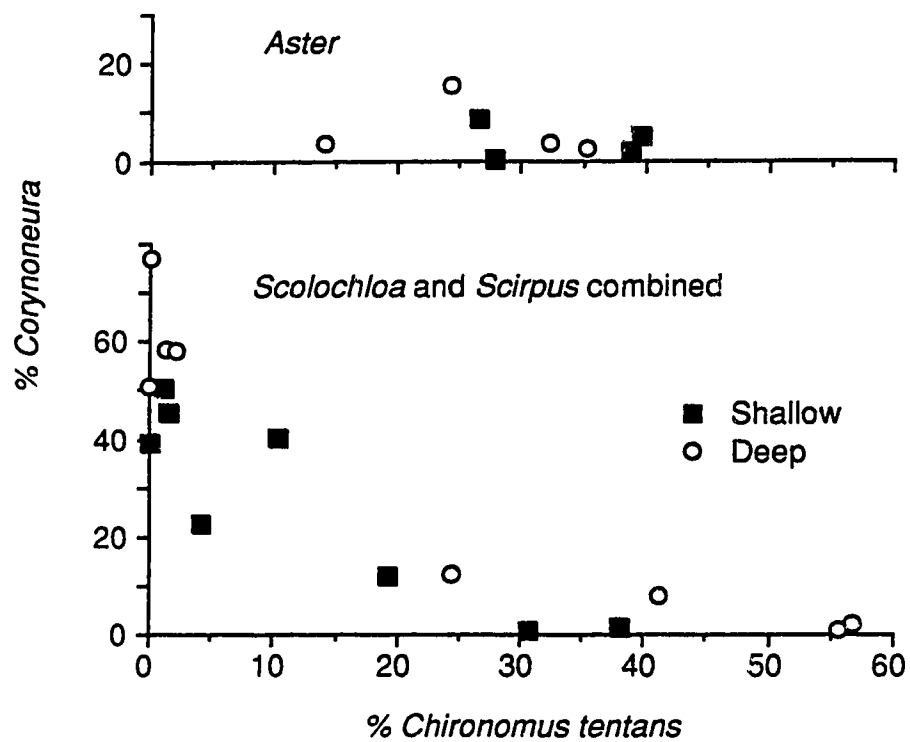 Aster
20
0
% Corynoneura
Scolochloa and Scirpus combined
60
40
20
0
Shallow
Deep
0 10 20 30 40 50 60
% Chironomus tentans